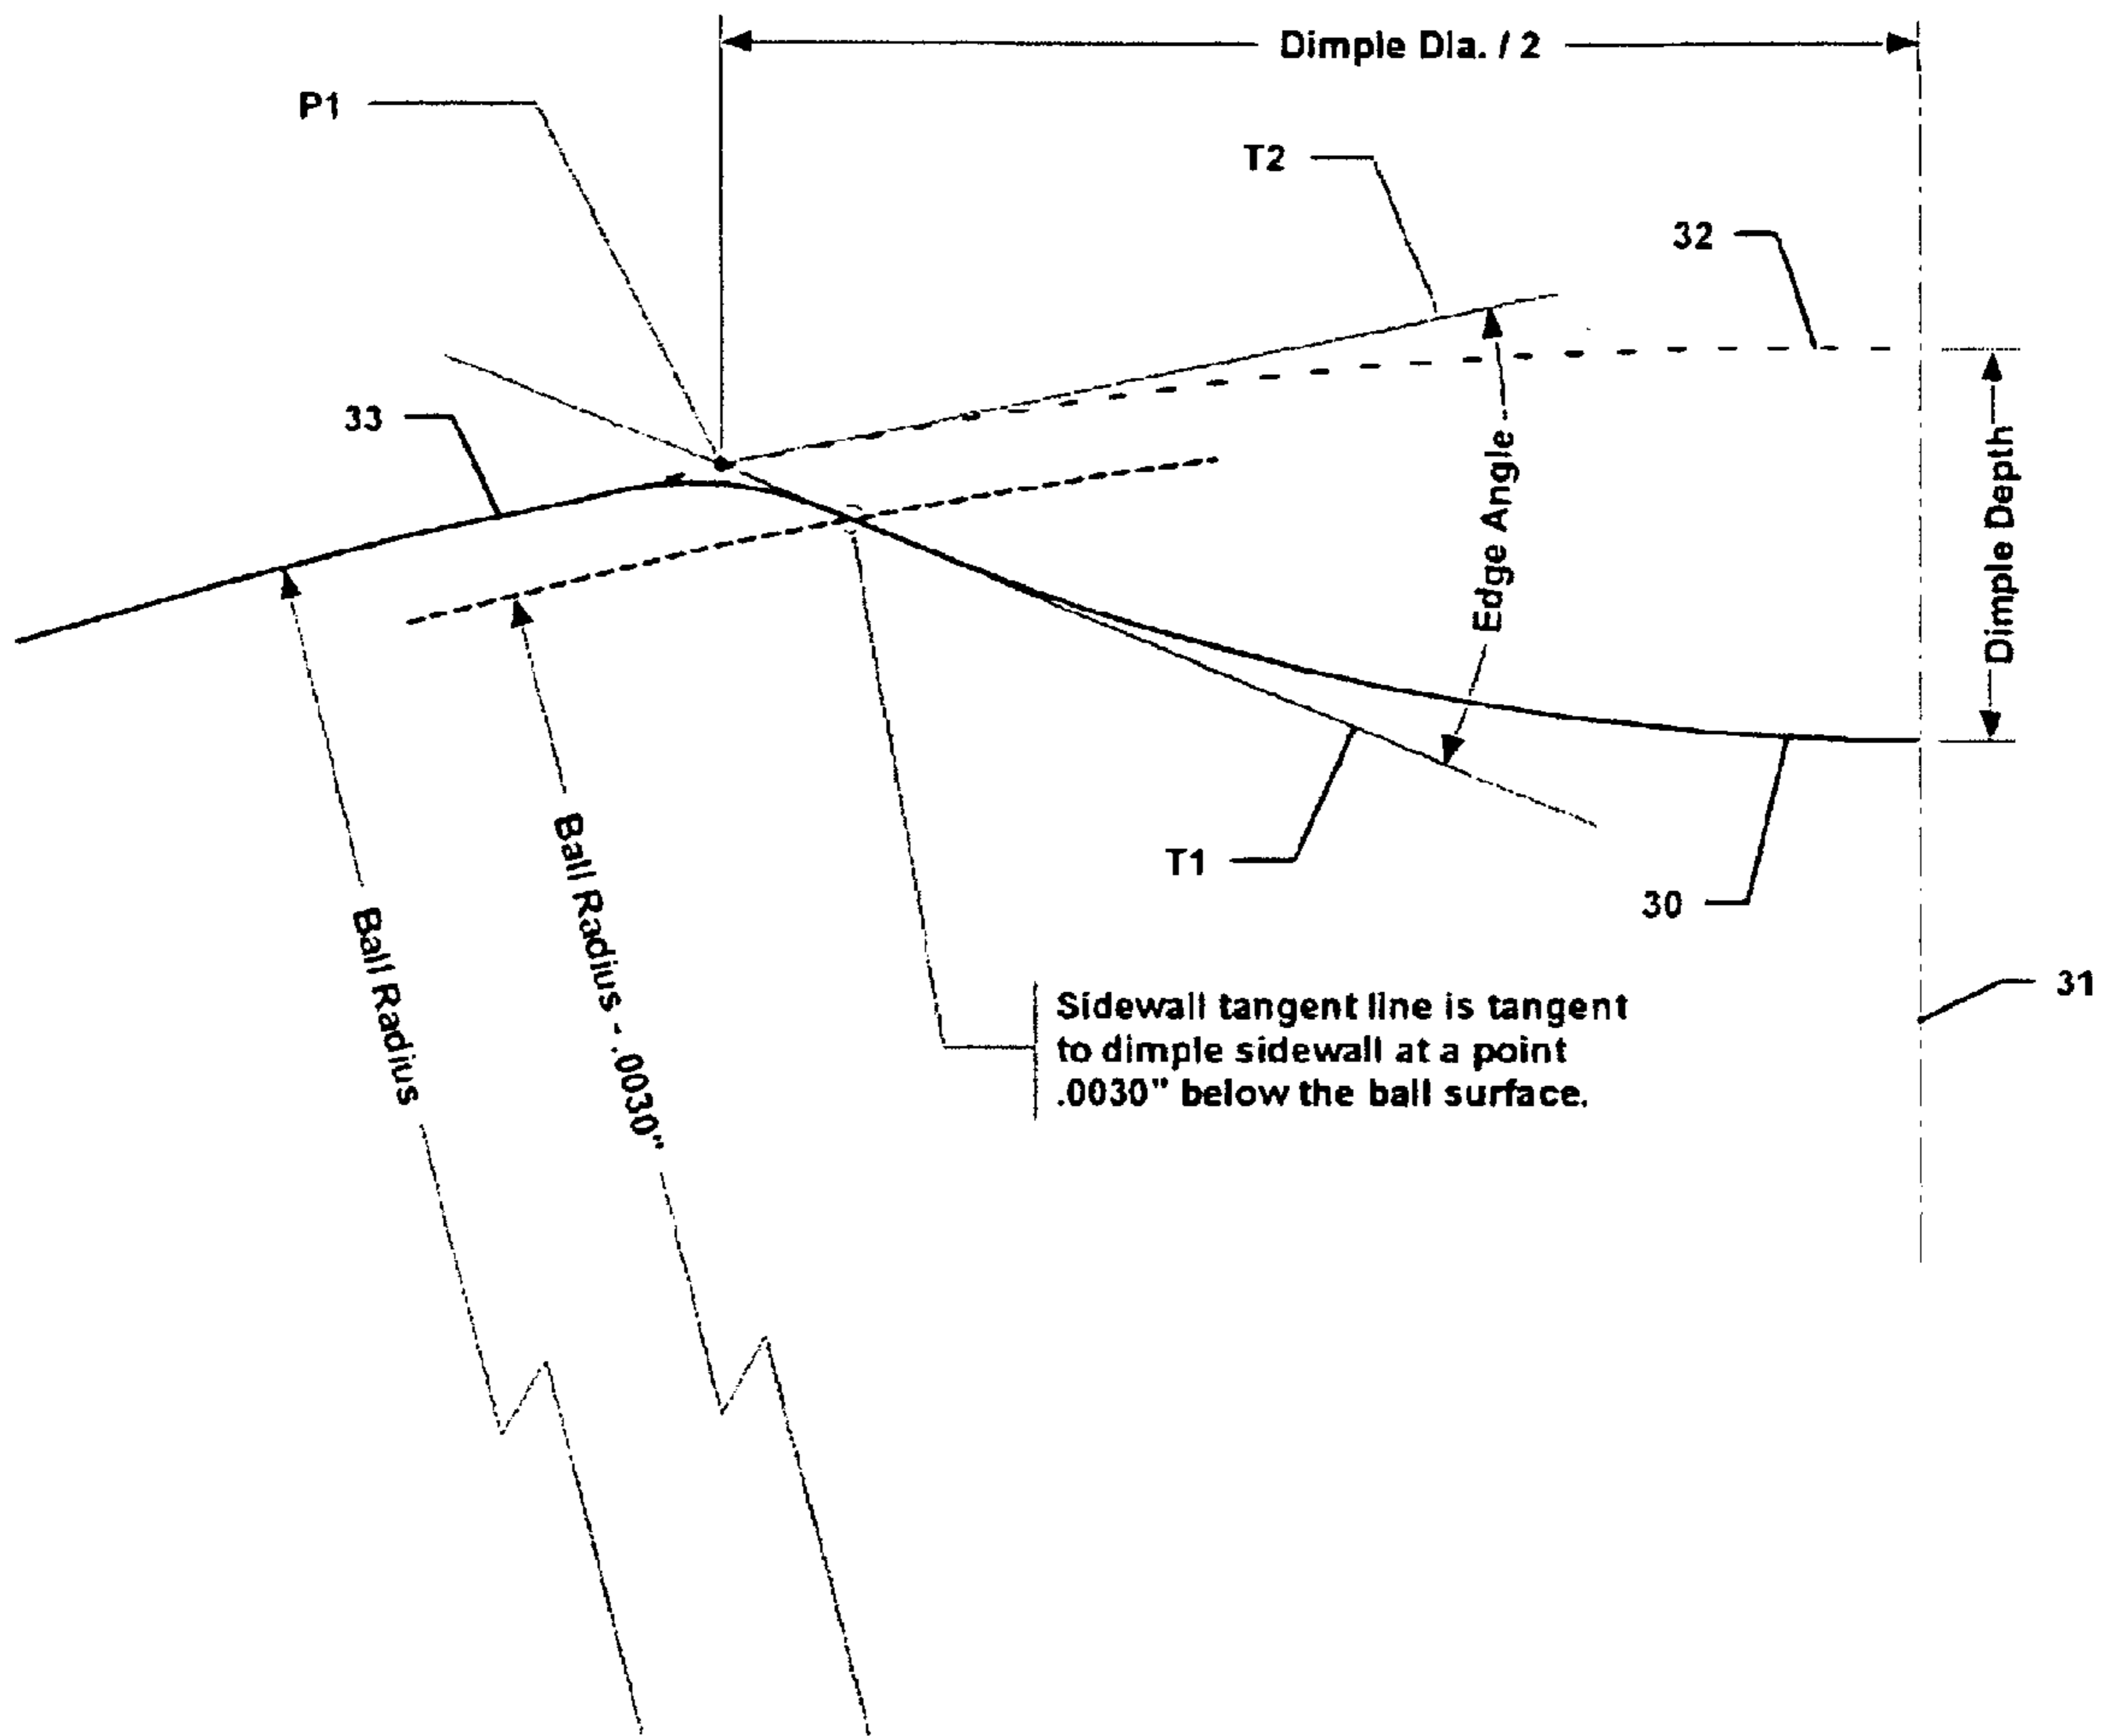 Dimple Dia. / 2
P1
T2
32
33
Edge Angle
Dimple Depth
T1
30
31
Ball Radius
Ball Radius - .0030"
Sidewall tangent line is tangent
to dimple sidewall at a point
.0030" below the ball surface.